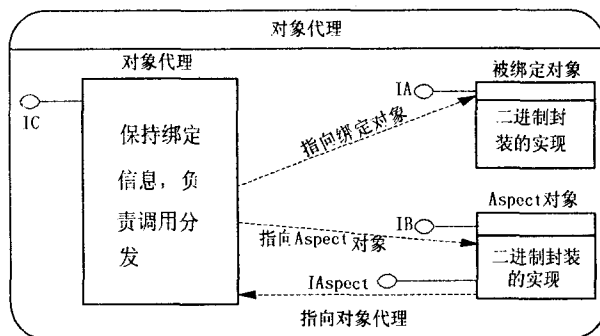 对象代理
对象代理
IC
保持绑定
信息，负
责调用分
发
被绑定对象
IA
二进制封
装的实现
指向绑定对象
Aspect对象
IB
指向Aspect对象
二进制封装
的实现
IAspect
指向对象代理